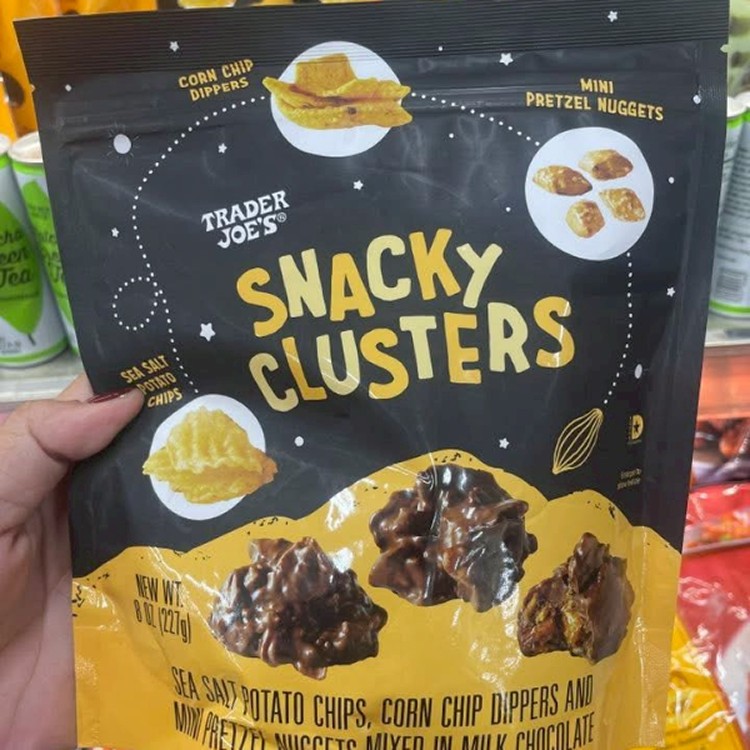 CORN CHIP
DIPPERS
MINI
PRETZEL NUGGETS
TRADER
JOE'S®
SNACKY
CLUSTERS
SEA SALT
POTATO
CHIPS
NEW WT.
8 OZ (227g)
SEA SALT POTATO CHIPS, CORN CHIP DIPPERS AND
MINI PRETZEL NUGGETS MIXED IN MILK CHOCOLATE
Tea